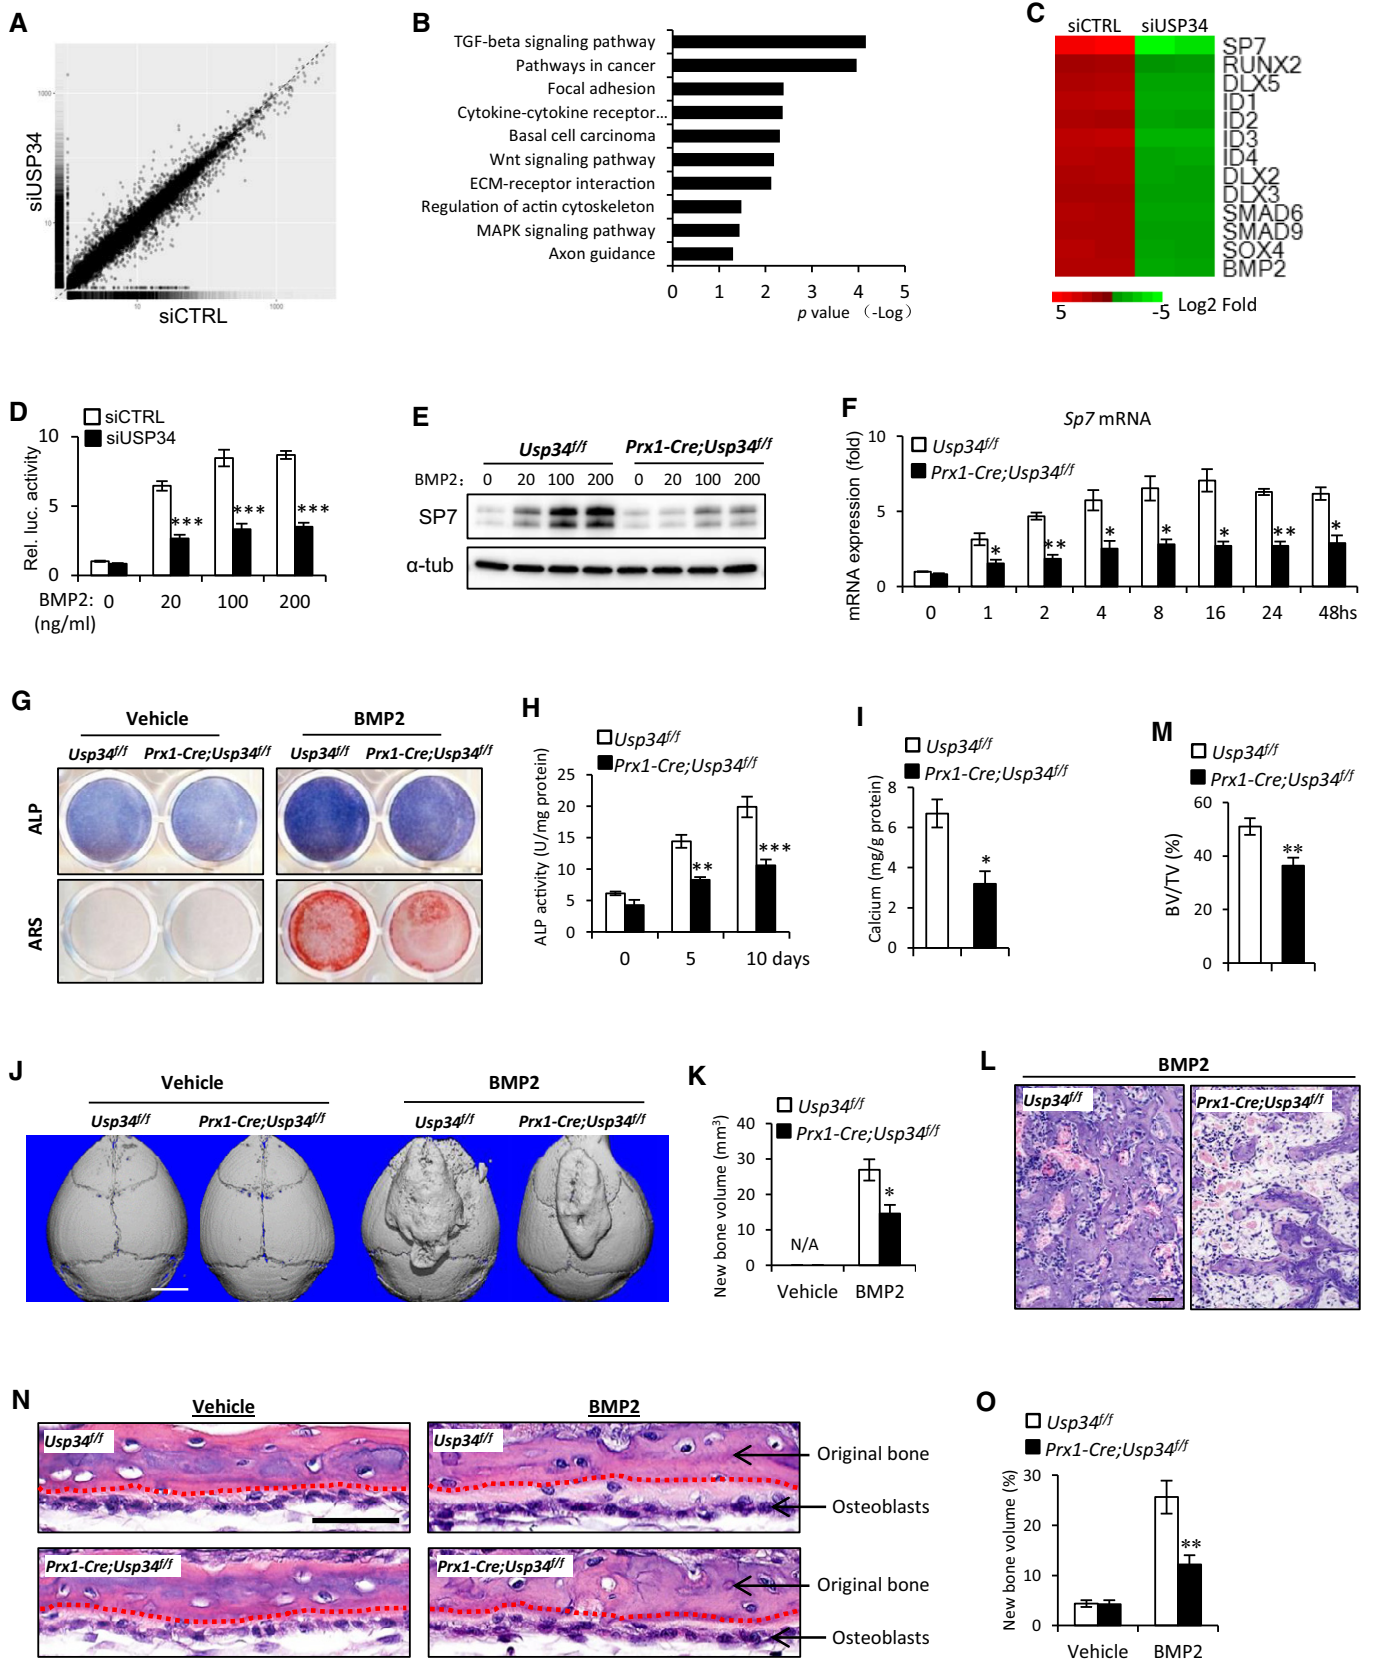 A
siUSP34
1000
10
10
1000
siCTRL
B
TGF-beta signaling pathway
Pathways in cancer
Focal adhesion
Cytokine-cytokine receptor...
Basal cell carcinoma
Wnt signaling pathway
ECM-receptor interaction
Regulation of actin cytoskeleton
MAPK signaling pathway
Axon guidance
0 1 2 3 4 5
p value （-Log）
C
siCTRL siUSP34
SP7
RUNX2
DLX5
ID1
ID2
ID3
ID4
DLX2
DLX3
SMAD6
SMAD9
SOX4
BMP2
5 -5 Log2 Fold
D
siCTRL
siUSP34
Rel. luc. activity
10
5
0
*** *** ***
BMP2: 0 20 100 200
(ng/ml)
E
Usp34f/f Prx1-Cre;Usp34f/f
BMP2: 0 20 100 200 0 20 100 200
SP7
α-tub
F
Sp7 mRNA
Usp34f/f
Prx1-Cre;Usp34f/f
mRNA expression (fold)
10
5
0
* ** * * * ** *
0 1 2 4 8 16 24 48hs
G
Vehicle BMP2
Usp34f/f Prx1-Cre;Usp34f/f Usp34f/f Prx1-Cre;Usp34f/f
ALP
ARS
H
Usp34f/f
Prx1-Cre;Usp34f/f
ALP activity (U/mg protein)
25
20
15
10
5
0
** ***
0 5 10 days
I
Usp34f/f
Prx1-Cre;Usp34f/f
Calcium (mg/g protein)
8
6
4
2
0
*
M
Usp34f/f
Prx1-Cre;Usp34f/f
BV/TV (%)
60
40
20
0
**
J
Vehicle BMP2
Usp34f/f Prx1-Cre;Usp34f/f Usp34f/f Prx1-Cre;Usp34f/f
K
Usp34f/f
Prx1-Cre;Usp34f/f
New bone volume (mm3)
40
30
20
10
0
N/A
*
Vehicle BMP2
L
BMP2
Usp34f/f Prx1-Cre;Usp34f/f
N
Vehicle BMP2
Usp34f/f Usp34f/f
Original bone
Osteoblasts
Prx1-Cre;Usp34f/f Prx1-Cre;Usp34f/f
Original bone
Osteoblasts
O
Usp34f/f
Prx1-Cre;Usp34f/f
New bone volume (%)
30
20
10
0
**
Vehicle BMP2